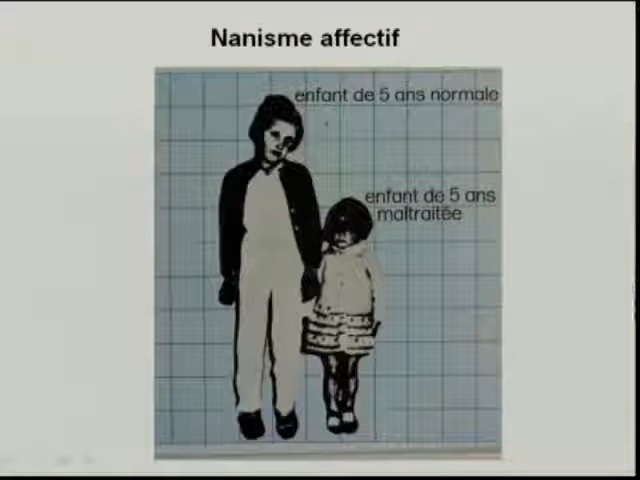 Nanisme affectif
enfant de 5 ans normale
enfant de 5 ans
maltraitée